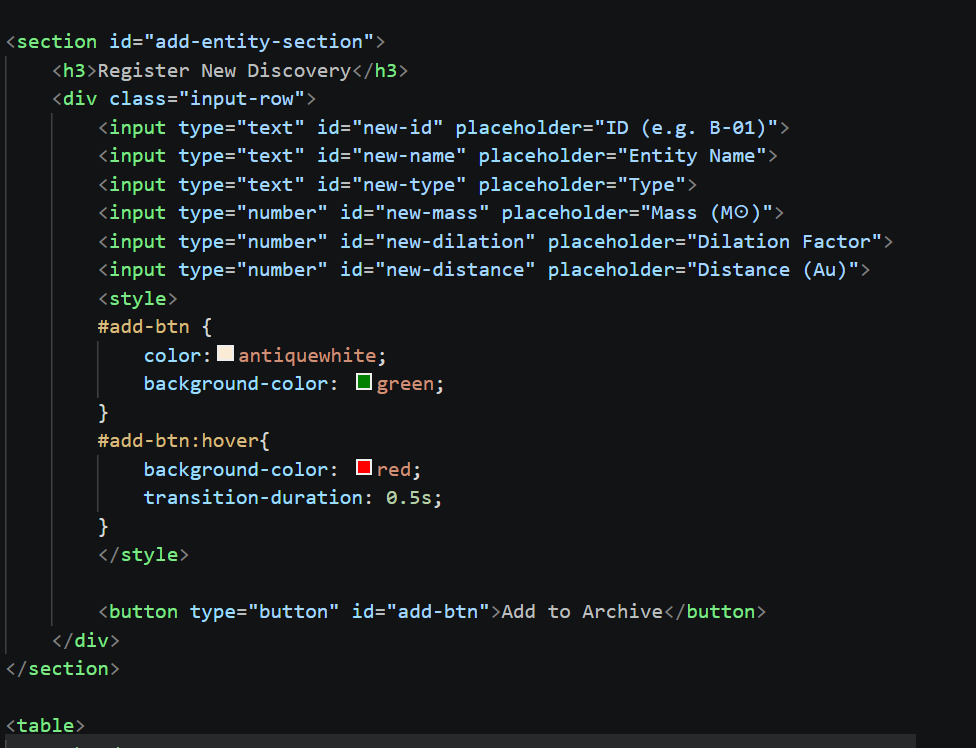 <section id="add-entity-section">
<h3>Register New Discovery</h3>
<div class="input-row">
<input type="text" id="new-id" placeholder="ID (e.g. B-01)">
<input type="text" id="new-name" placeholder="Entity Name">
<input type="text" id="new-type" placeholder="Type">
<input type="number" id="new-mass" placeholder="Mass (M⊙)">
<input type="number" id="new-dilation" placeholder="Dilation Factor">
<input type="number" id="new-distance" placeholder="Distance (Au)">
<style>
#add-btn {
color: antiquewhite;
background-color: green;
}
#add-btn:hover{
background-color: red;
transition-duration: 0.5s;
}
</style>
<button type="button" id="add-btn">Add to Archive</button>
</div>
</section>
<table>